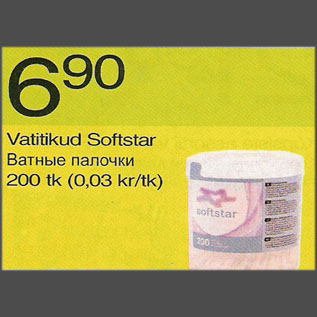 6 90
Vatitikud Softstar
Ватные палочки
200 tk (0,03 kr/tk)
softstar
200